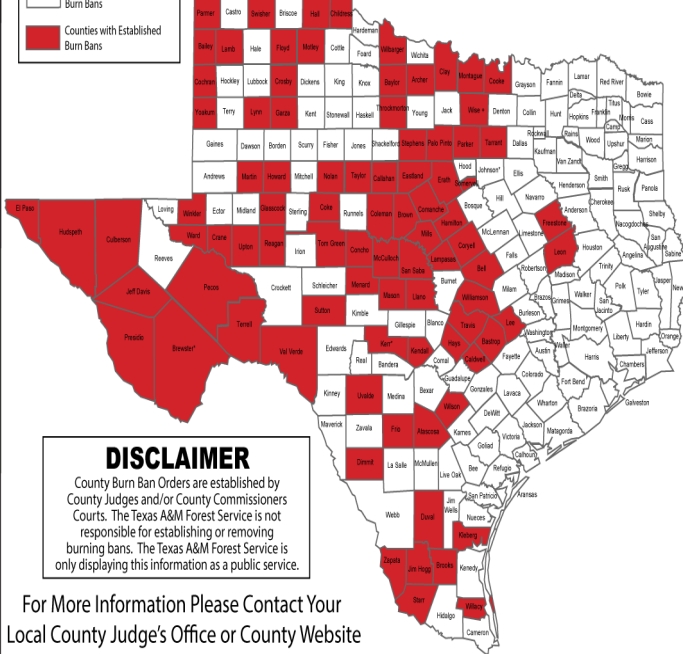 Burn Bans
Counties with Established
Burn Bans
Parmer Castro Swisher Briscoe Hall Childress
Hardeman
Bailey Lamb Hale Floyd Motley Cottle Foard Wilbarger Wichita
Cochran Hockley Lubbock Crosby Dickens King Knox Baylor Archer Clay Montague Cooke Grayson Fannin Lamar Red River Bowie
Delta Titus Franklin Morris Cass Camp
Yoakum Terry Lynn Garza Kent Stonewall Haskell Throckmorton Young Jack Wise + Denton Collin Hunt Hopkins
Rockwall Rains Wood Upshur Marion
Gaines Dawson Borden Scurry Fisher Jones Shackelford Stephens Palo Pinto Parker Tarrant Dallas Kaufman Van Zandt Gregg Harrison
Andrews Martin Howard Mitchell Nolan Taylor Callahan Eastland Erath Hood Somervell Johnson* Ellis Henderson Smith Rusk Panola
El Paso Hudspeth Culberson Loving Winkler Ector Midland Glasscock Sterling Coke Runnels Coleman Brown Comanche Hamilton Bosque Hill Navarro Anderson Cherokee Shelby
Nacogdoches
Ward Crane Upton Reagan Irion Tom Green Concho McCulloch Mills San Saba Lampasas Coryell McLennan Limestone Freestone Leon Houston Angelina San Augustine Sabine
Reeves Jeff Davis Pecos Crockett Schleicher Menard Mason Llano Burnet Bell Falls Robertson Milam Madison Trinity Polk Tyler Jasper New
Presidio Brewster* Terrell Val Verde Sutton Kimble Gillespie Blanco Williamson Travis Hays Bastrop Lee Burleson Brazos Grimes Walker San Jacinto Hardin Orange
Edwards Real Kerr* Kendall Bandera Comal Caldwell Fayette Washington Austin Waller Montgomery Liberty Jefferson
Harris Chambers
Kinney Uvalde Medina Bexar Guadalupe Gonzales Lavaca Colorado Fort Bend Galveston
Wharton Brazoria
Maverick Zavala Frio Atascosa Wilson Karnes DeWitt Victoria Jackson Matagorda
Goliad Calhoun
Dimmit La Salle McMullen Live Oak Bee Refugio
San Patricio Aransas
Webb Duval Jim Wells Nueces
Kleberg
Zapata Jim Hogg Brooks Kenedy
Starr Hidalgo Willacy
Cameron
DISCLAIMER
County Burn Ban Orders are established by
County Judges and/or County Commissioners
Courts. The Texas A&M Forest Service is not
responsible for establishing or removing
burning bans. The Texas A&M Forest Service is
only displaying this information as a public service.
For More Information Please Contact Your
Local County Judge's Office or County Website